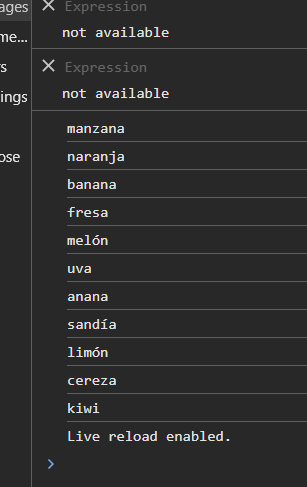 ages
Expression
me...
not available
rs
Expression
ings
not available
manzana
naranja
ose
banana
fresa
melón
uva
anana
sandía
limón
cereza
kiwi
Live reload enabled.